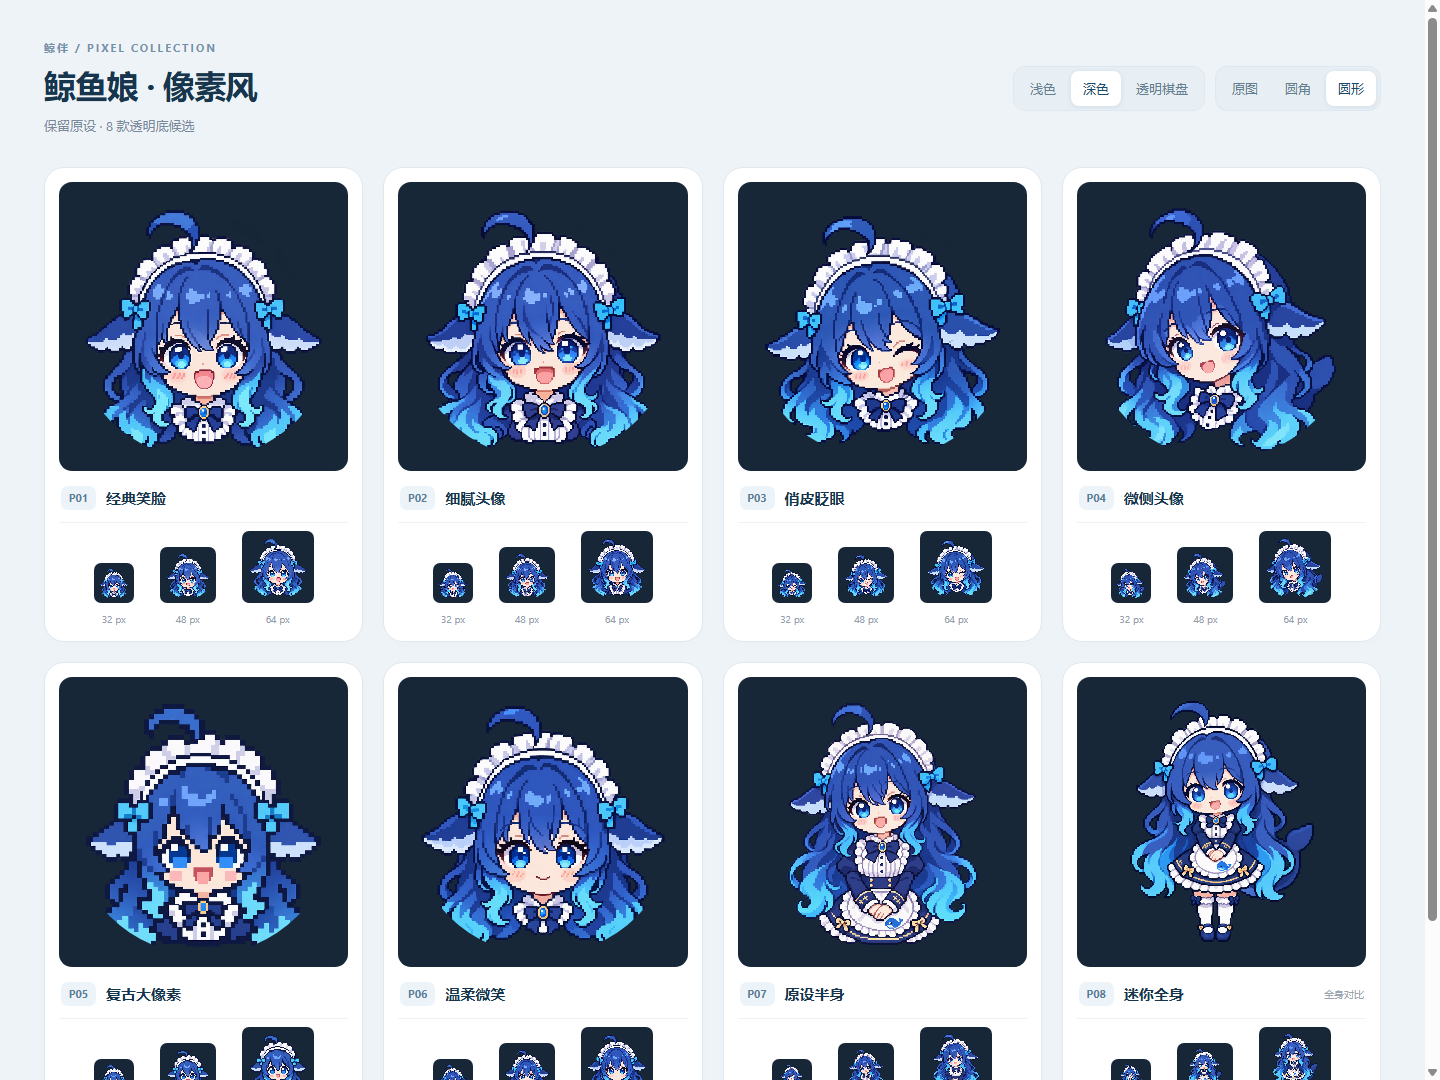 鲸伴 / PIXEL COLLECTION
鲸鱼娘 · 像素风
保留原设 · 8 款透明底候选
浅色 深色 透明棋盘 原图 圆角 圆形
P01 经典笑脸
P02 细腻头像
P03 俏皮眨眼
P04 微侧头像
32 px 48 px 64 px
32 px 48 px 64 px
32 px 48 px 64 px
32 px 48 px 64 px
P05 复古大像素
P06 温柔微笑
P07 原设半身
P08 迷你全身 全身对比